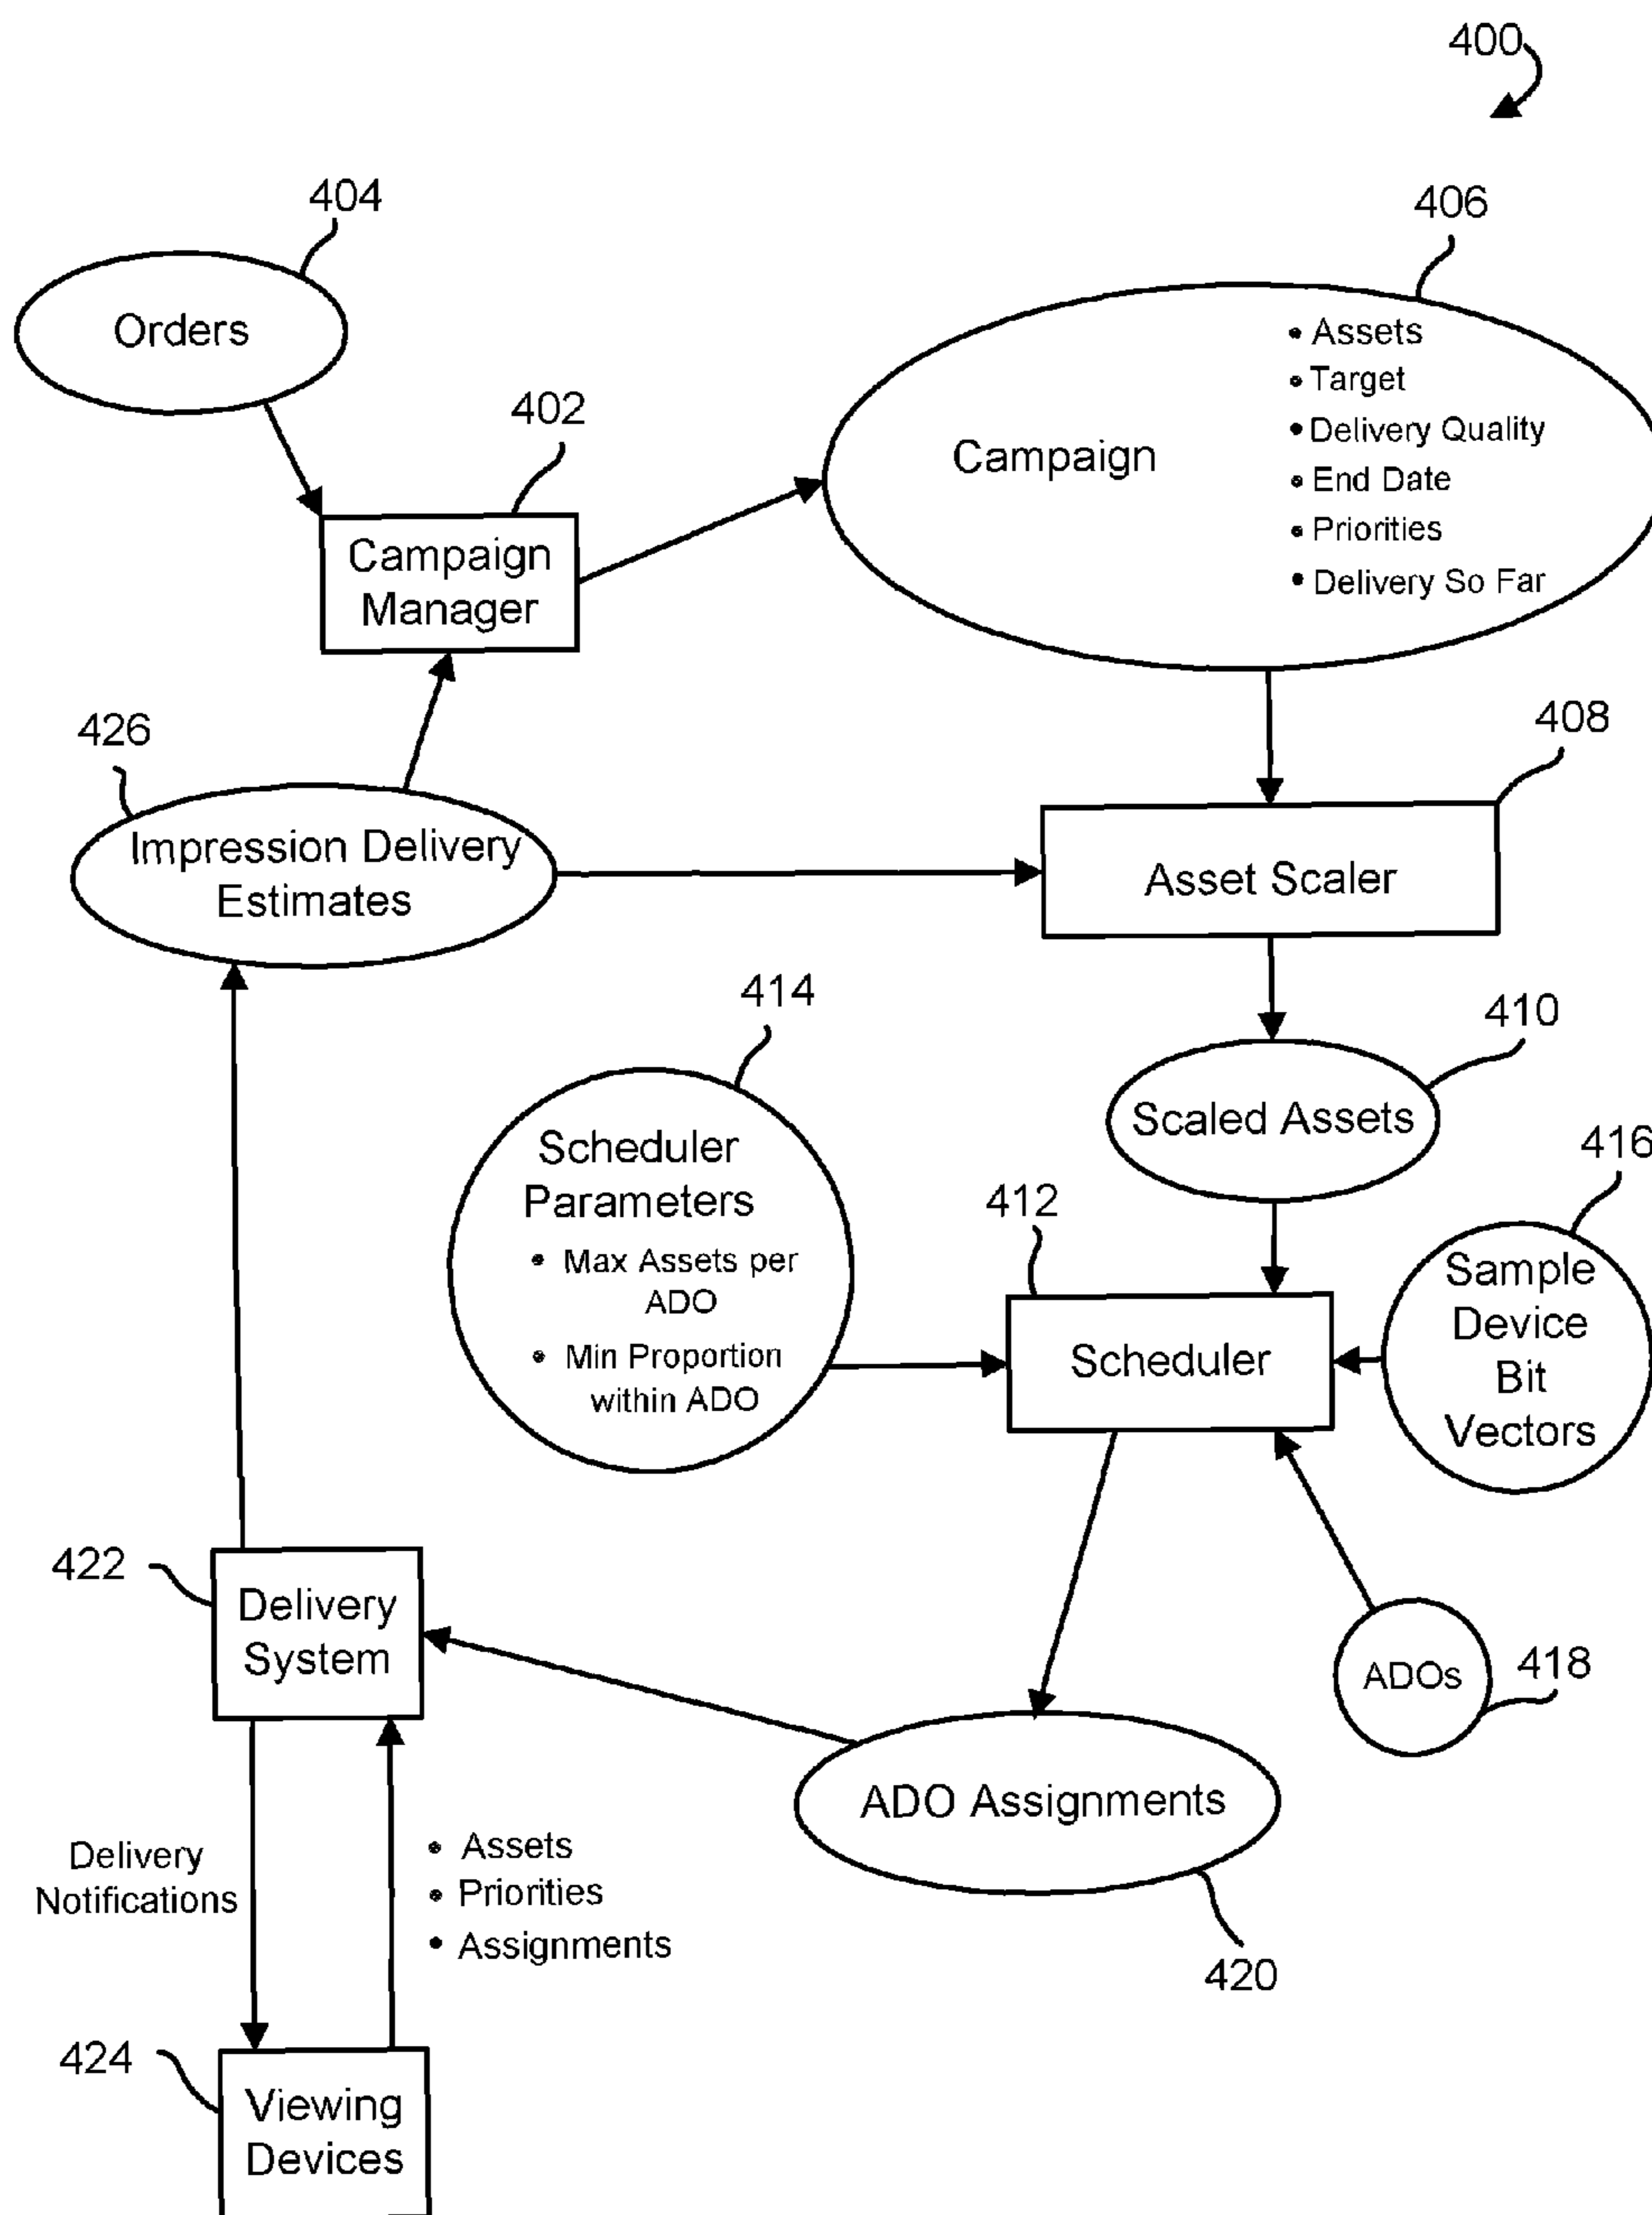 400
404
406
Orders
• Assets
• Target
402
• Delivery Quality
Campaign
• End Date
• Priorities
Campaign
Manager
• Delivery So Far
426
408
Impression Delivery
Estimates
Asset Scaler
414
410
Scheduler
Parameters
• Max Assets per
ADO
• Min Proportion
within ADO
Scaled Assets
416
412
Sample
Device
Bit
Vectors
Scheduler
422
Delivery
System
ADOs
418
ADO Assignments
Delivery
Notifications
• Assets
• Priorities
• Assignments
420
424
Viewing
Devices